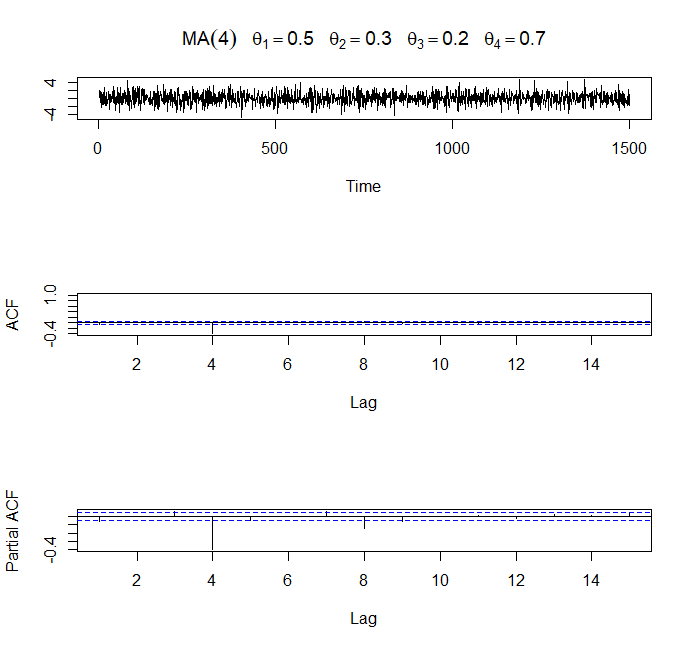 MA(4) θ1 = 0.5 θ2 = 0.3 θ3 = 0.2 θ4 = 0.7
4
-4
0 500 1000 1500
Time
ACF
1.0
-0.4
2 4 6 8 10 12 14
Lag
Partial ACF
-0.4
2 4 6 8 10 12 14
Lag